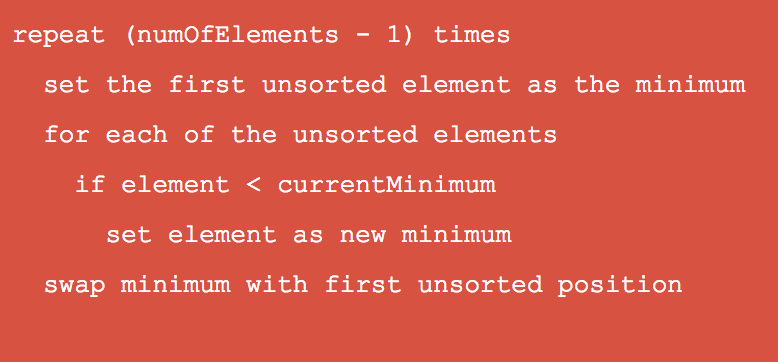 repeat (numOfElements - 1) times
set the first unsorted element as the minimum
for each of the unsorted elements
if element < currentMinimum
set element as new minimum
swap minimum with first unsorted position